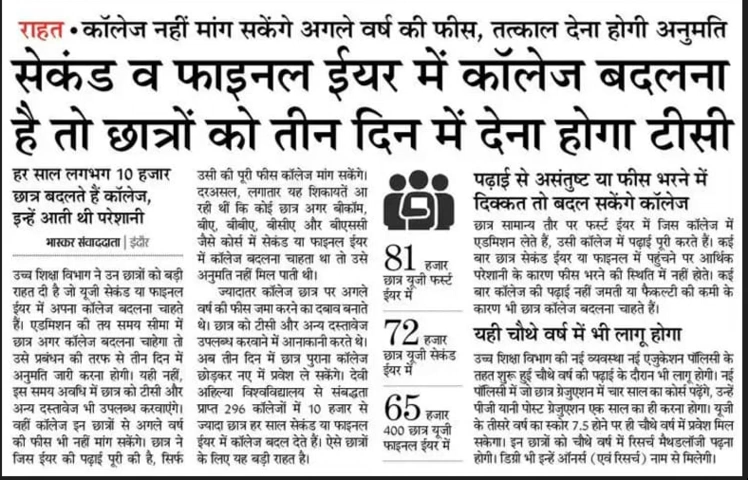 राहत • कॉलेज नहीं मांग सकेंगे अगले वर्ष की फीस, तत्काल देना होगी अनुमति
सेकंड व फाइनल ईयर में कॉलेज बदलना
है तो छात्रों को तीन दिन में देना होगा टीसी
हर साल लगभग 10 हजार
छात्र बदलते हैं कॉलेज,
इन्हें आती थी परेशानी
भास्कर संवाददाता | इंदौर
उच्च शिक्षा विभाग ने उन छात्रों को बड़ी
राहत दी है जो यूजी सेकंड या फाइनल
ईयर में अपना कॉलेज बदलना चाहते
हैं। एडमिशन की तय समय सीमा में
छात्र अगर कॉलेज बदलना चाहेगा तो
उसे प्रबंधन की तरफ से तीन दिन में
अनुमति जारी करना होगी। यही नहीं,
इस समय अवधि में छात्र को टीसी और
अन्य दस्तावेज भी उपलब्ध करवाएंगे।
वहीं कॉलेज इन छात्रों से अगले वर्ष
की फीस भी नहीं मांग सकेंगे। छात्र ने
जिस ईयर की पढ़ाई पूरी की है, सिर्फ
उसी की पूरी फीस कॉलेज मांग सकेंगे।
दरअसल, लगातार यह शिकायतें आ
रही थीं कि कोई छात्र अगर बीकॉम,
बीए, बीबीए, बीसीए और बीएससी
जैसे कोर्स में सेकंड या फाइनल ईयर
में कॉलेज बदलना चाहता था तो उसे
अनुमति नहीं मिल पाती थी।
ज्यादातर कॉलेज छात्र पर अगले
वर्ष की फीस जमा करने का दबाव बनाते
थे। छात्र को टीसी और अन्य दस्तावेज
उपलब्ध करवाने में आनाकानी करते थे।
अब तीन दिन में छात्र पुराना कॉलेज
छोड़कर नए में प्रवेश ले सकेंगे। देवी
अहिल्या विश्वविद्यालय से संबद्धता
प्राप्त 296 कॉलेजों में 10 हजार से
ज्यादा छात्र हर साल सेकंड या फाइनल
ईयर में कॉलेज बदल देते हैं। ऐसे छात्रों
के लिए यह बड़ी राहत है।
81 हजार
छात्र यूजी फर्स्ट
ईयर में
72 हजार
छात्र यूजी सेकंड
ईयर में
65 हजार
400 छात्र यूजी
फाइनल ईयर में
पढ़ाई से असंतुष्ट या फीस भरने में
दिक्कत तो बदल सकेंगे कॉलेज
छात्र सामान्य तौर पर फर्स्ट ईयर में जिस कॉलेज में
एडमिशन लेते हैं, उसी कॉलेज में पढ़ाई पूरी करते हैं। कई
बार छात्र सेकंड ईयर या फाइनल में पहुंचने पर आर्थिक
परेशानी के कारण फीस भरने की स्थिति में नहीं होते। कई
बार कॉलेज की पढ़ाई नहीं जमती या फैकल्टी की कमी के
कारण भी छात्र कॉलेज बदलना चाहते हैं।
यही चौथे वर्ष में भी लागू होगा
उच्च शिक्षा विभाग की नई व्यवस्था नई एजुकेशन पॉलिसी के
तहत शुरू हुई चौथे वर्ष की पढ़ाई के दौरान भी लागू होगी। नई
पॉलिसी में जो छात्र ग्रेजुएशन में चार साल का कोर्स पढ़ेंगे, उन्हें
पीजी यानी पोस्ट ग्रेजुएशन एक साल का ही करना होगा। यूजी
के तीसरे वर्ष का स्कोर 7.5 होने पर ही चौथे वर्ष में प्रवेश मिल
सकेगा। इन छात्रों को चौथे वर्ष में रिसर्च मैथडलॉजी पढ़ना
होगी। डिग्री भी इन्हें ऑनर्स (एवं रिसर्च) नाम से मिलेगी।